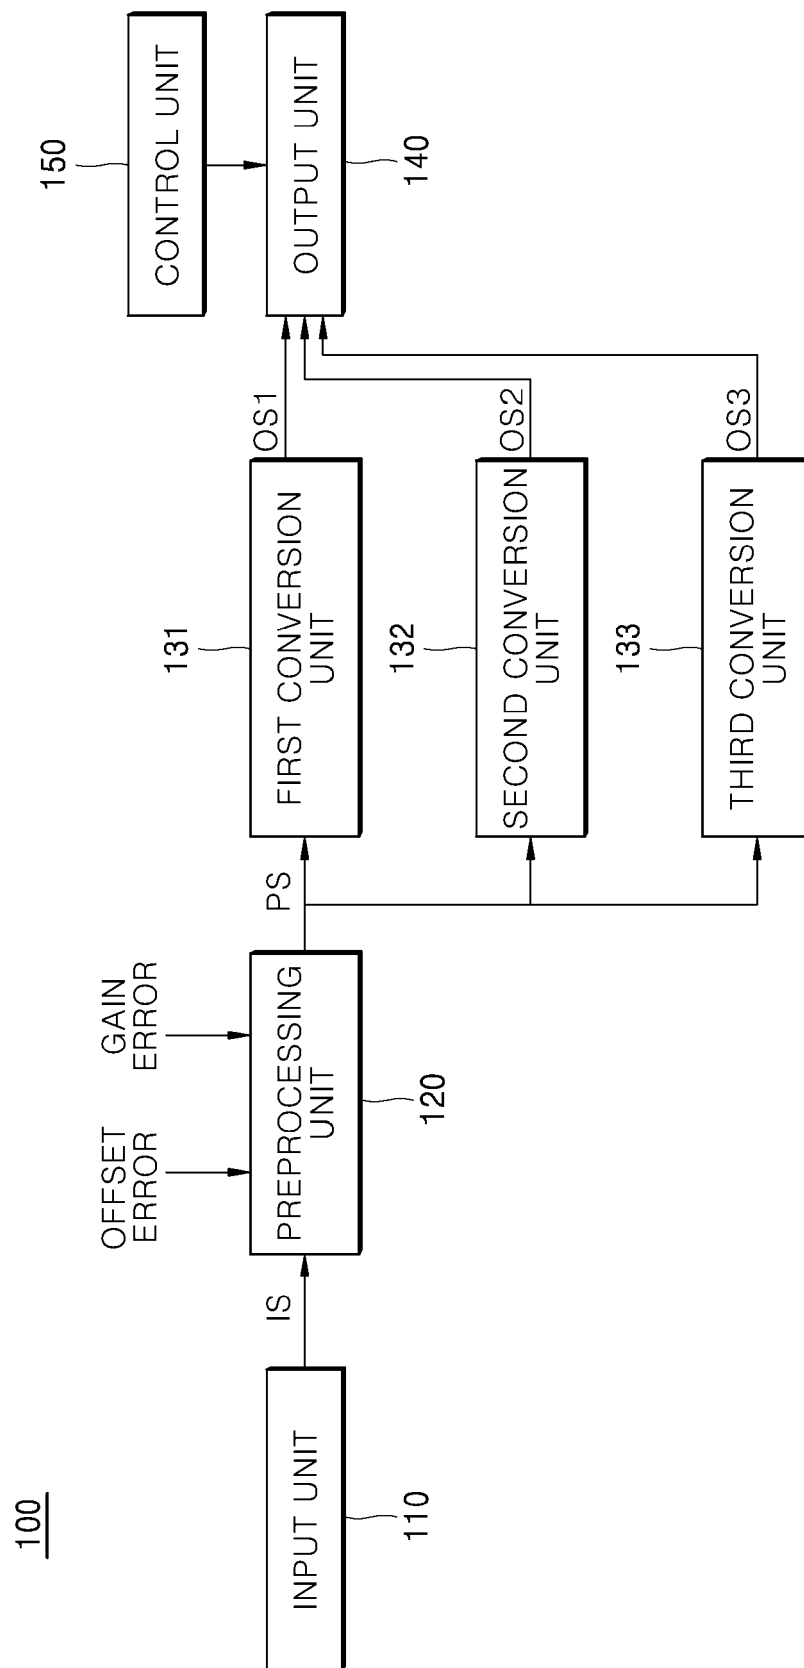 100
INPUT UNIT
110
IS
OFFSET
ERROR
GAIN
ERROR
PREPROCESSING
UNIT
120
PS
131
FIRST CONVERSION
UNIT
OS1
132
SECOND CONVERSION
UNIT
OS2
133
THIRD CONVERSION
UNIT
OS3
150
CONTROL UNIT
OUTPUT UNIT
140